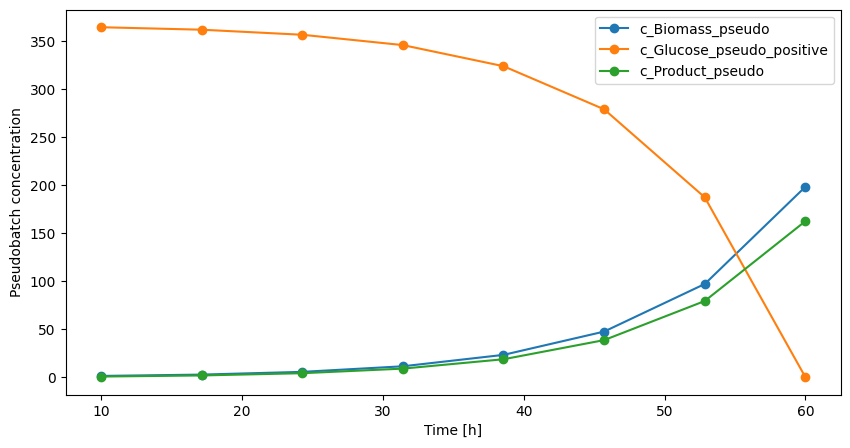 c_Biomass_pseudo
c_Glucose_pseudo_positive
c_Product_pseudo
Pseudobatch concentration
350
300
250
200
150
100
50
0
10
20
30
40
50
60
Time [h]